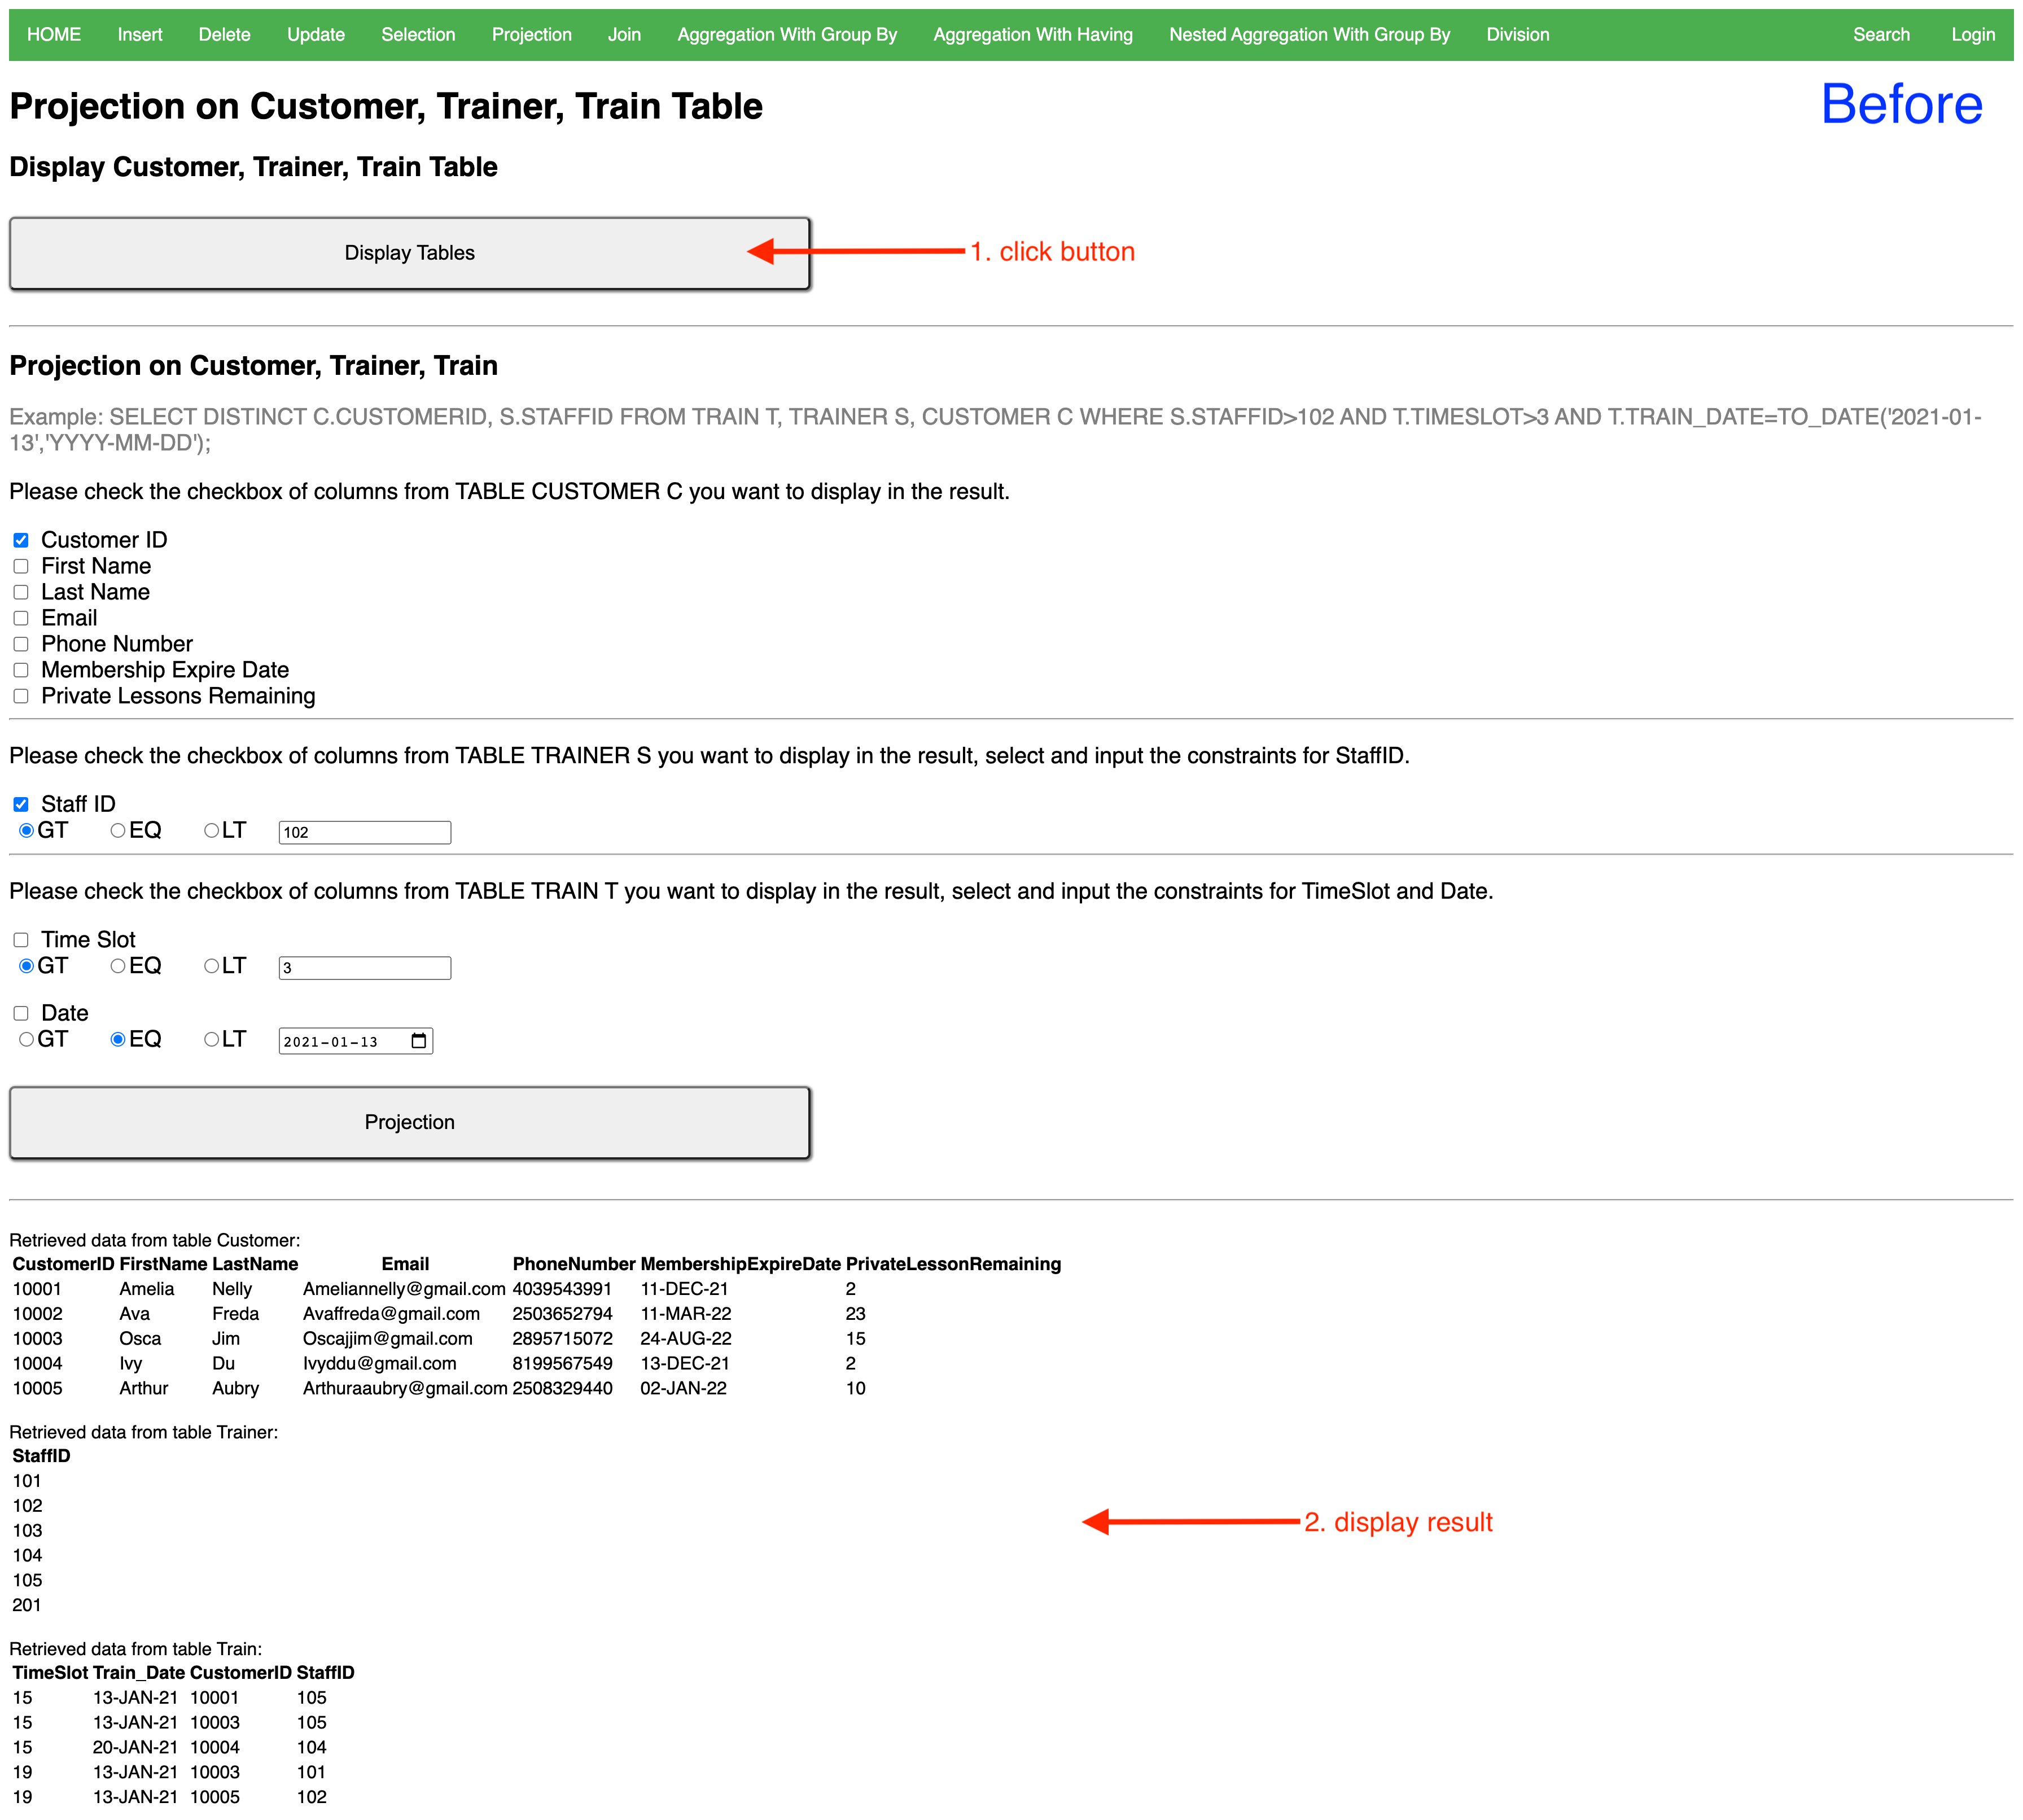 HOME Insert Delete Update Selection Projection Join Aggregation With Group By Aggregation With Having Nested Aggregation With Group By Division Search Login
Projection on Customer, Trainer, Train Table
Before
Display Customer, Trainer, Train Table
Display Tables
1. click button
Projection on Customer, Trainer, Train
Example: SELECT DISTINCT C.CUSTOMERID, S.STAFFID FROM TRAIN T, TRAINER S, CUSTOMER C WHERE S.STAFFID>102 AND T.TIMESLOT>3 AND T.TRAIN_DATE=TO_DATE('2021-01-
13','YYYY-MM-DD');
Please check the checkbox of columns from TABLE CUSTOMER C you want to display in the result.
Customer ID
First Name
Last Name
Email
Phone Number
Membership Expire Date
Private Lessons Remaining
Please check the checkbox of columns from TABLE TRAINER S you want to display in the result, select and input the constraints for StaffID.
Staff ID
GT EQ LT 102
Please check the checkbox of columns from TABLE TRAIN T you want to display in the result, select and input the constraints for TimeSlot and Date.
Time Slot
GT EQ LT 3
Date
GT EQ LT 2021-01-13
Projection
Retrieved data from table Customer:
CustomerID FirstName LastName Email PhoneNumber MembershipExpireDate PrivateLessonRemaining
10001 Amelia Nelly Ameliannelly@gmail.com 4039543991 11-DEC-21 2
10002 Ava Freda Avaffreda@gmail.com 2503652794 11-MAR-22 23
10003 Osca Jim Oscajjim@gmail.com 2895715072 24-AUG-22 15
10004 Ivy Du Ivyddu@gmail.com 8199567549 13-DEC-21 2
10005 Arthur Aubry Arthuraaubry@gmail.com 2508329440 02-JAN-22 10
Retrieved data from table Trainer:
StaffID
101
102
103
104
105
201
2. display result
Retrieved data from table Train:
TimeSlot Train_Date CustomerID StaffID
15 13-JAN-21 10001 105
15 13-JAN-21 10003 105
15 20-JAN-21 10004 104
19 13-JAN-21 10003 101
19 13-JAN-21 10005 102